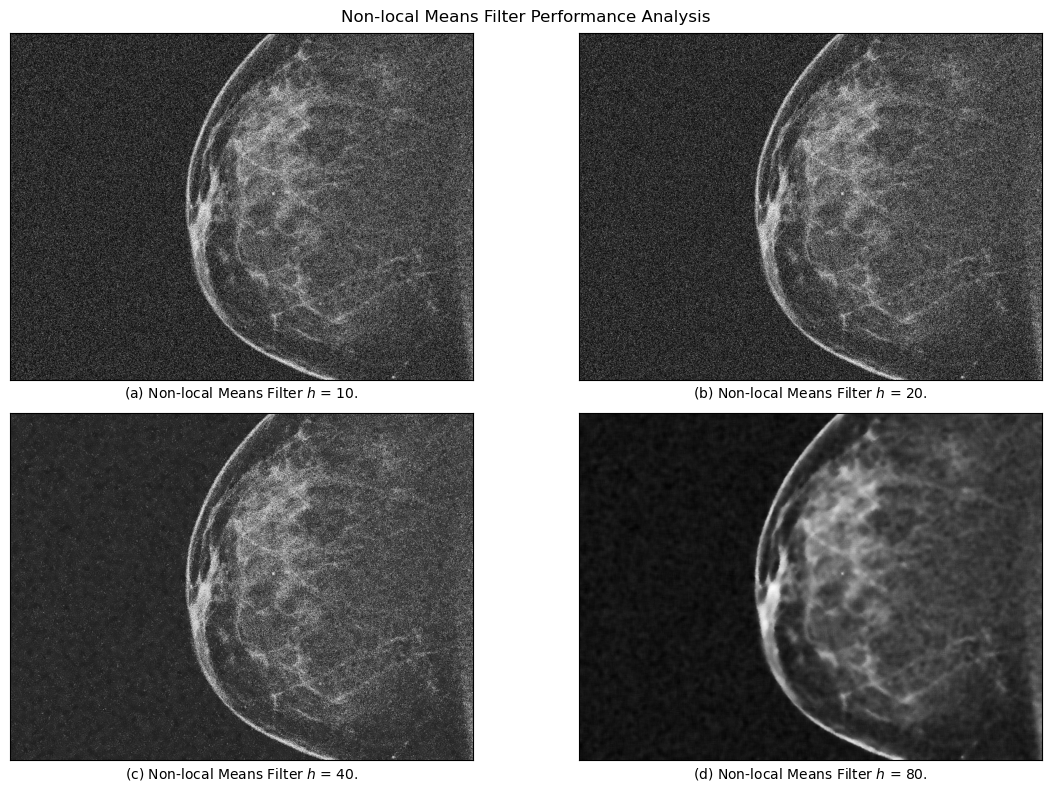 Non-local Means Filter Performance Analysis
(a) Non-local Means Filter h = 10.
(b) Non-local Means Filter h = 20.
(c) Non-local Means Filter h = 40.
(d) Non-local Means Filter h = 80.